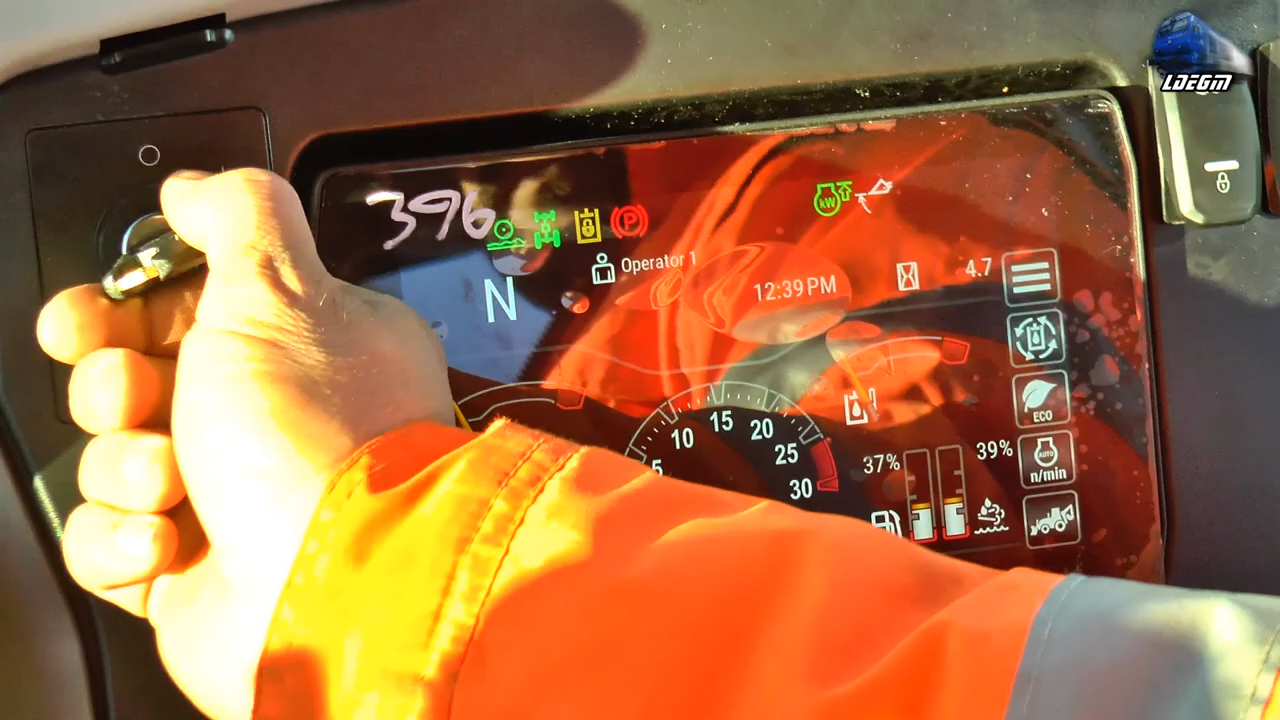 LDEGM
396
P
kW
Operator 1
N
12:39 PM
4.7
ECO
15
10
20
5
25
30
37%
39%
AUTO
n/min